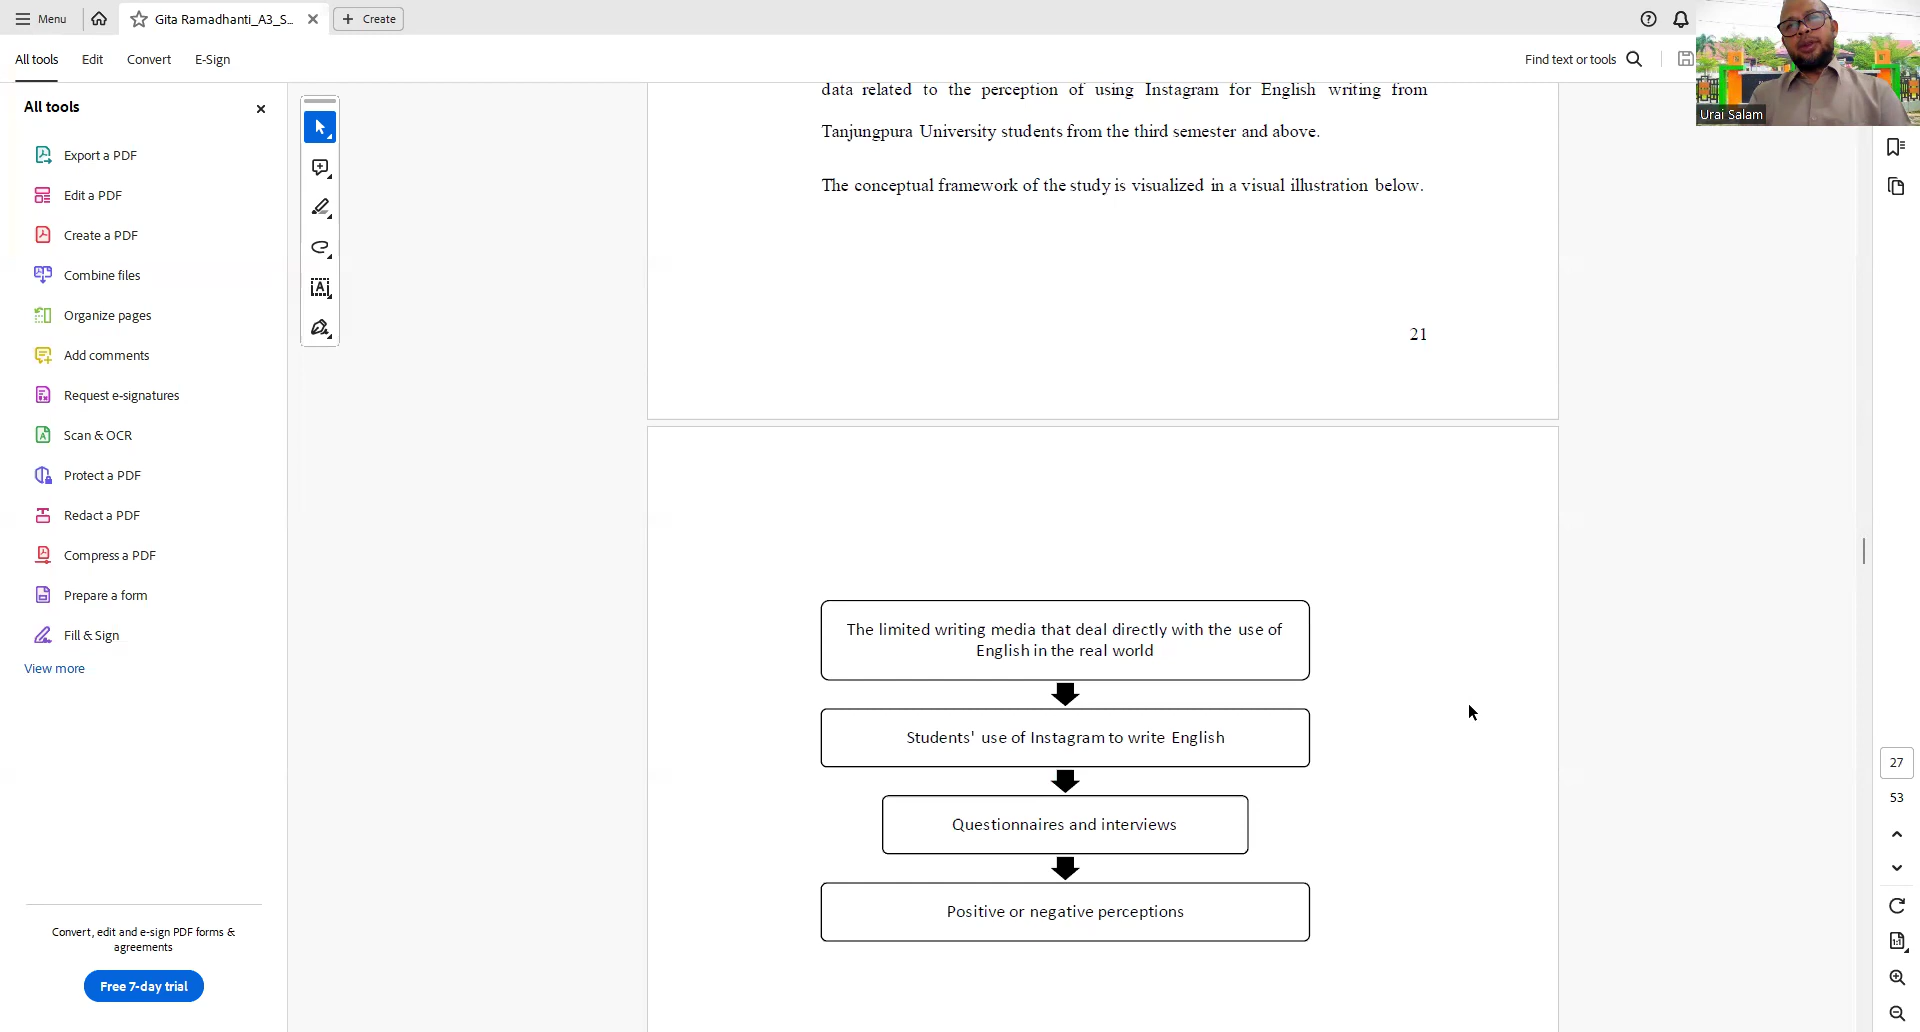 Menu
Gita Ramadhanti_A3_S...
Create
All tools
Edit
Convert
E-Sign
Find text or tools
Urai Salam
All tools
Export a PDF
Edit a PDF
Create a PDF
Combine files
Organize pages
Add comments
Request e-signatures
Scan & OCR
Protect a PDF
Redact a PDF
Compress a PDF
Prepare a form
Fill & Sign
View more
Convert, edit and e-sign PDF forms &
agreements
Free 7-day trial
data related to the perception of using Instagram for English writing from
Tanjungpura University students from the third semester and above.
The conceptual framework of the study is visualized in a visual illustration below.
21
The limited writing media that deal directly with the use of
English in the real world
Students' use of Instagram to write English
Questionnaires and interviews
Positive or negative perceptions
27
53